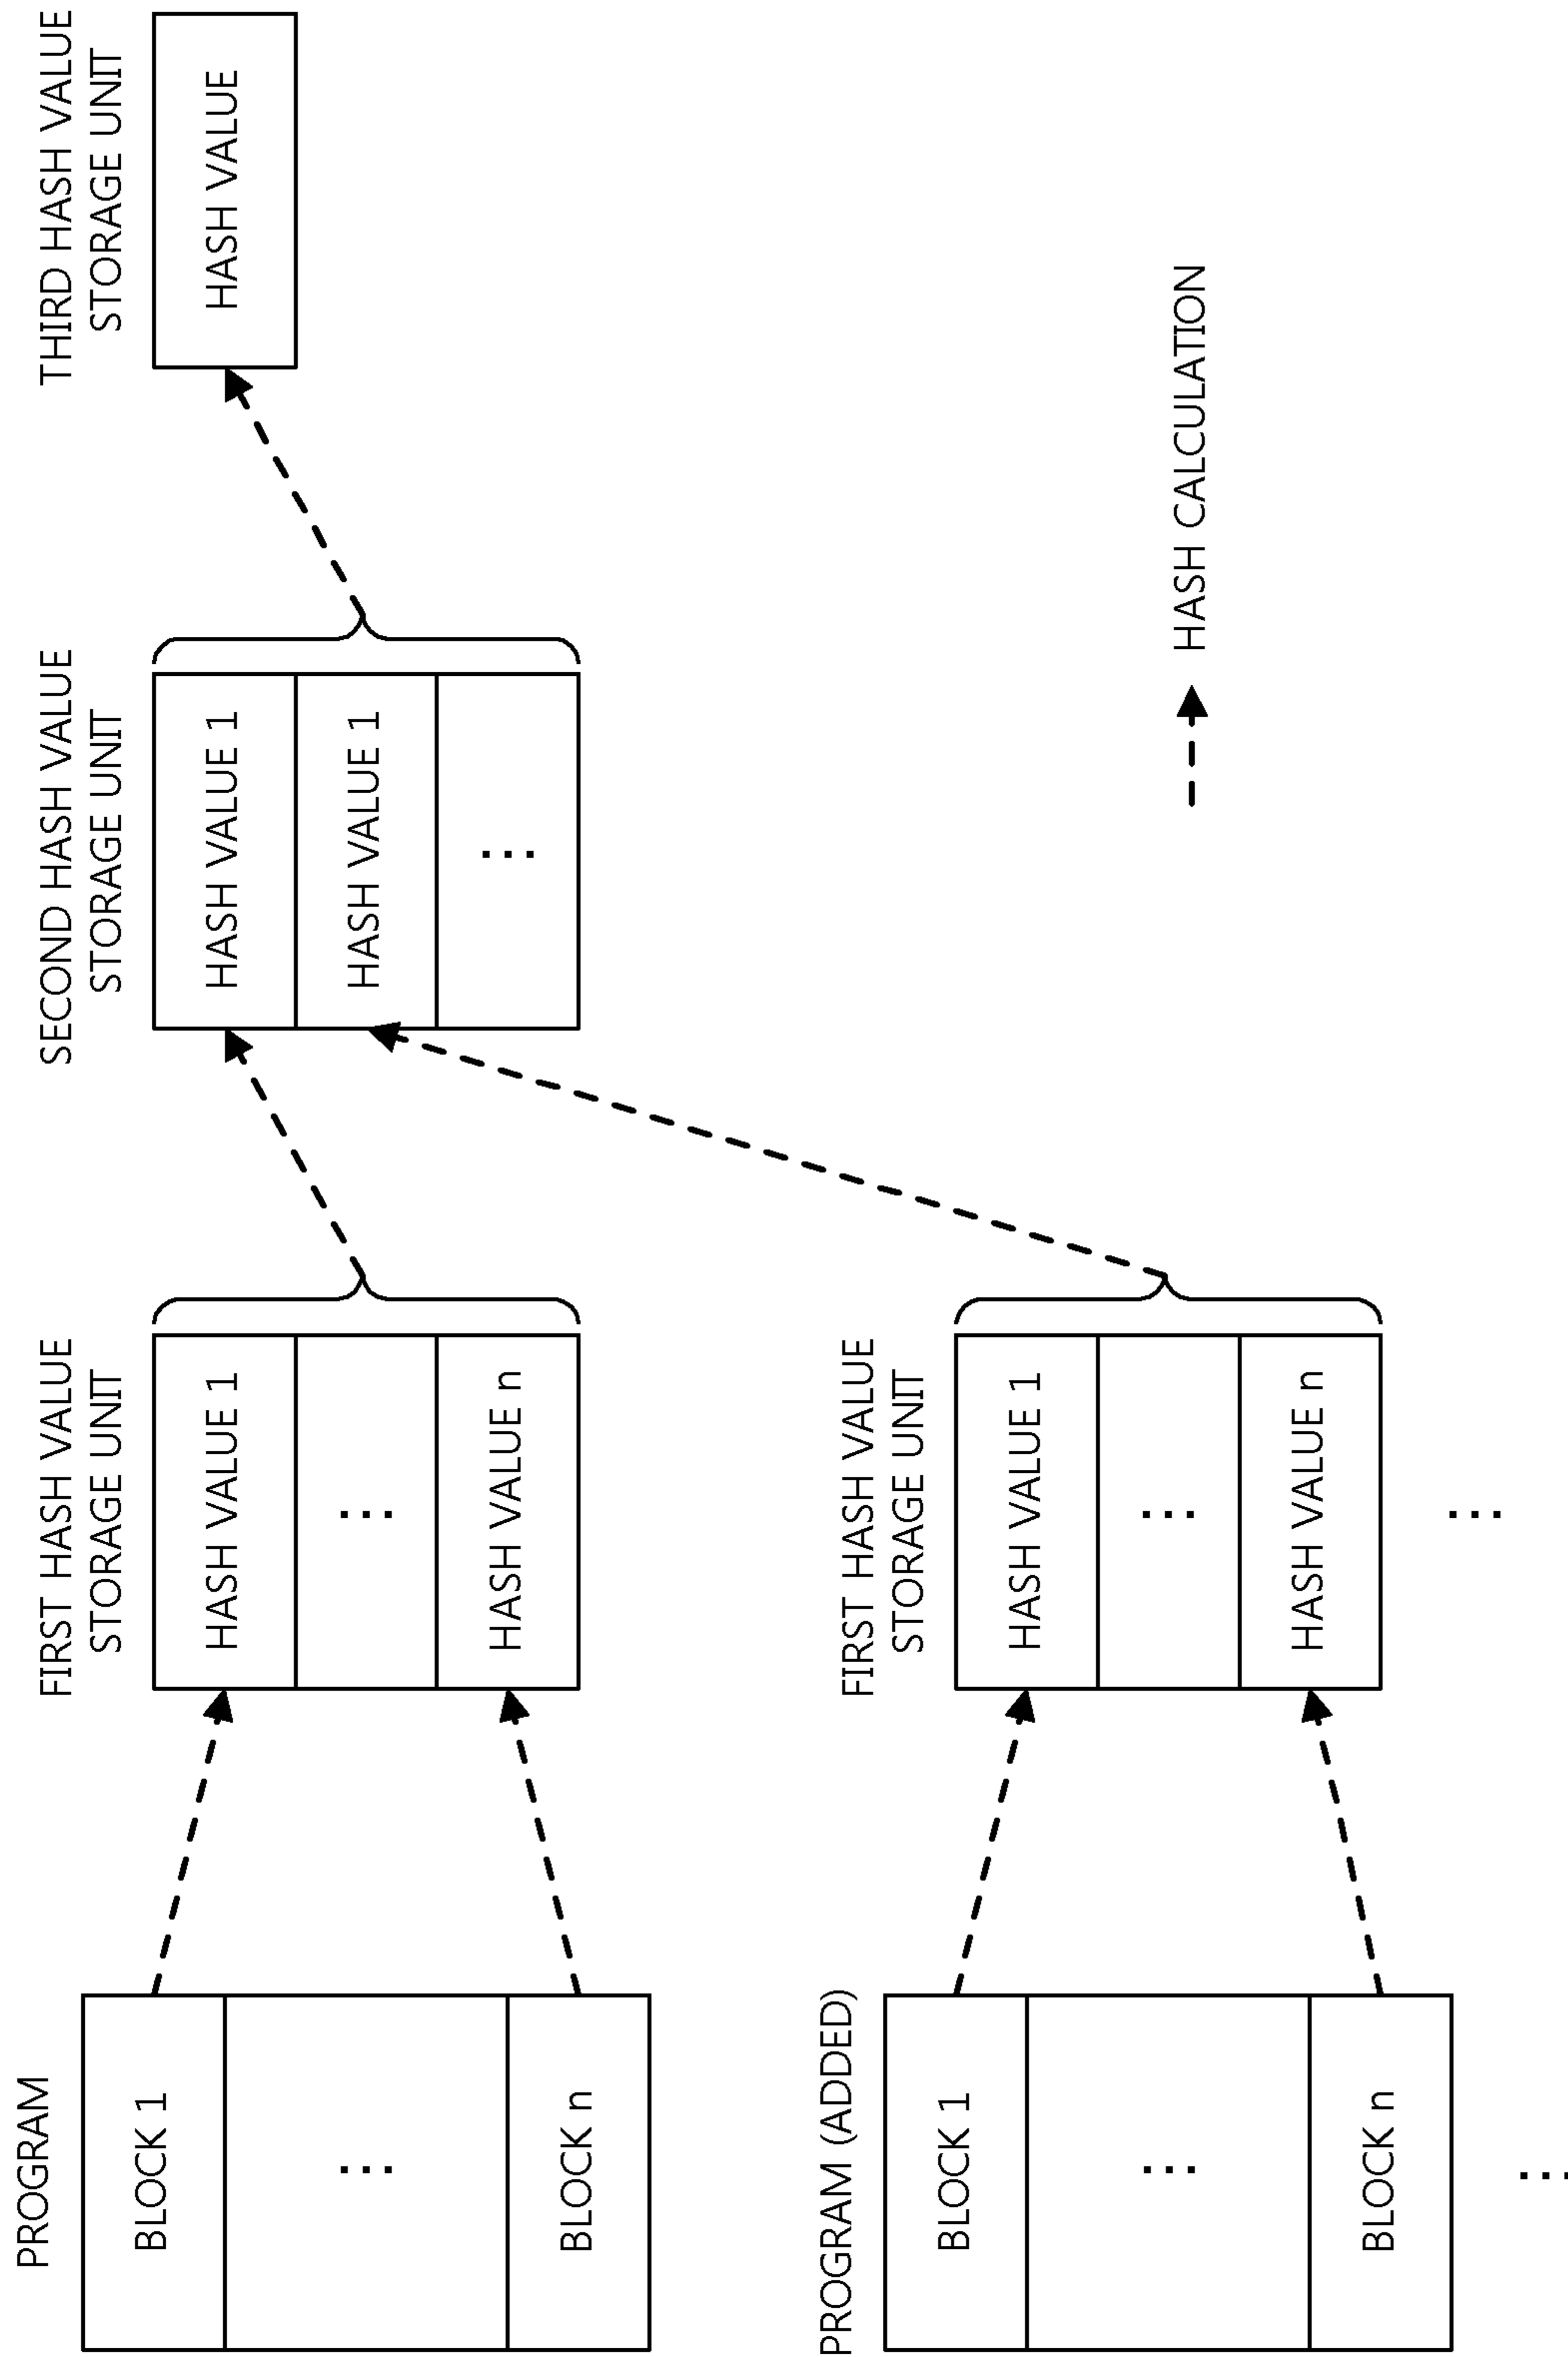 PROGRAM
BLOCK 1
...
BLOCK n
FIRST HASH VALUE
STORAGE UNIT
HASH VALUE 1
...
HASH VALUE n
SECOND HASH VALUE
STORAGE UNIT
HASH VALUE 1
HASH VALUE 1
...
THIRD HASH VALUE
STORAGE UNIT
HASH VALUE
PROGRAM (ADDED)
BLOCK 1
...
BLOCK n
...
FIRST HASH VALUE
STORAGE UNIT
HASH VALUE 1
...
HASH VALUE n
...
HASH CALCULATION